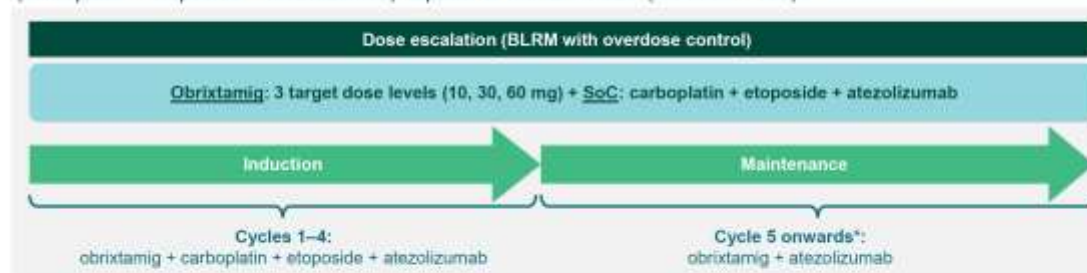 Dose escalation (BLRM with overdose control)
Obrixtamig: 3 target dose levels (10, 30, 60 mg) + SoC: carboplatin + etoposide + atezolizumab
Induction
Maintenance
Cycles 1–4:
obrixtamig + carboplatin + etoposide + atezolizumab
Cycle 5 onwards*:
obrixtamig + atezolizumab